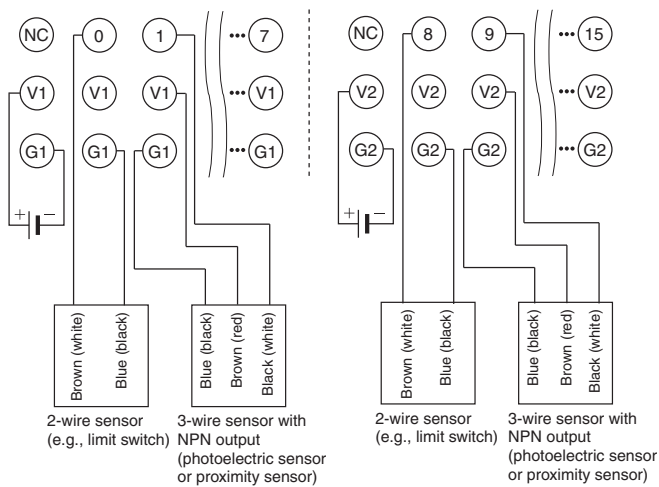 NC 0 1 ••• 7
V1 V1 V1 ••• V1
G1 G1 G1 ••• G1
+ −
Brown (white)
Blue (black)
Blue (black)
Brown (red)
Black (white)
2-wire sensor
(e.g., limit switch)
3-wire sensor with
NPN output
(photoelectric sensor
or proximity sensor)
NC 8 9 ••• 15
V2 V2 V2 ••• V2
G2 G2 G2 ••• G2
+ −
Brown (white)
Blue (black)
Blue (black)
Brown (red)
Black (white)
2-wire sensor
(e.g., limit switch)
3-wire sensor with
NPN output
(photoelectric sensor
or proximity sensor)